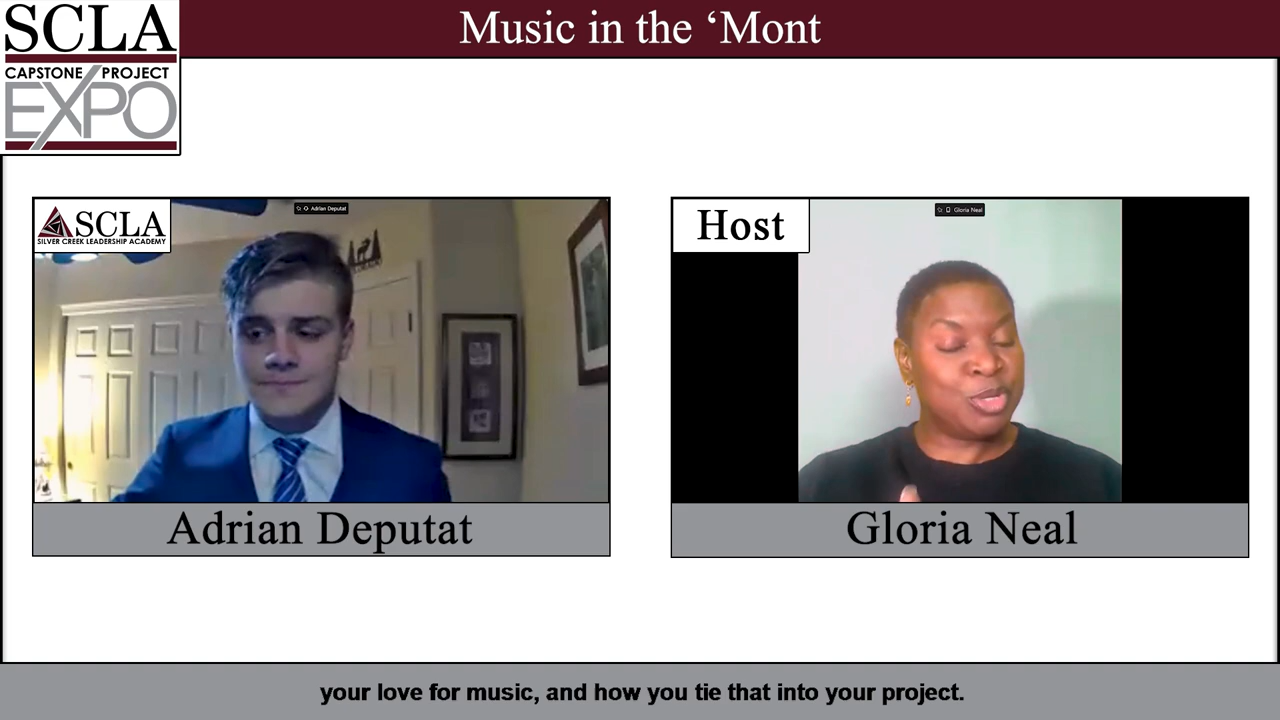 SCLA
CAPSTONE PROJECT
EXPO
Music in the ‘Mont
SCLA
SILVER CREEK LEADERSHIP ACADEMY
Adrian Deputat
Host
Gloria Neal
Adrian Deputat
Gloria Neal
your love for music, and how you tie that into your project.